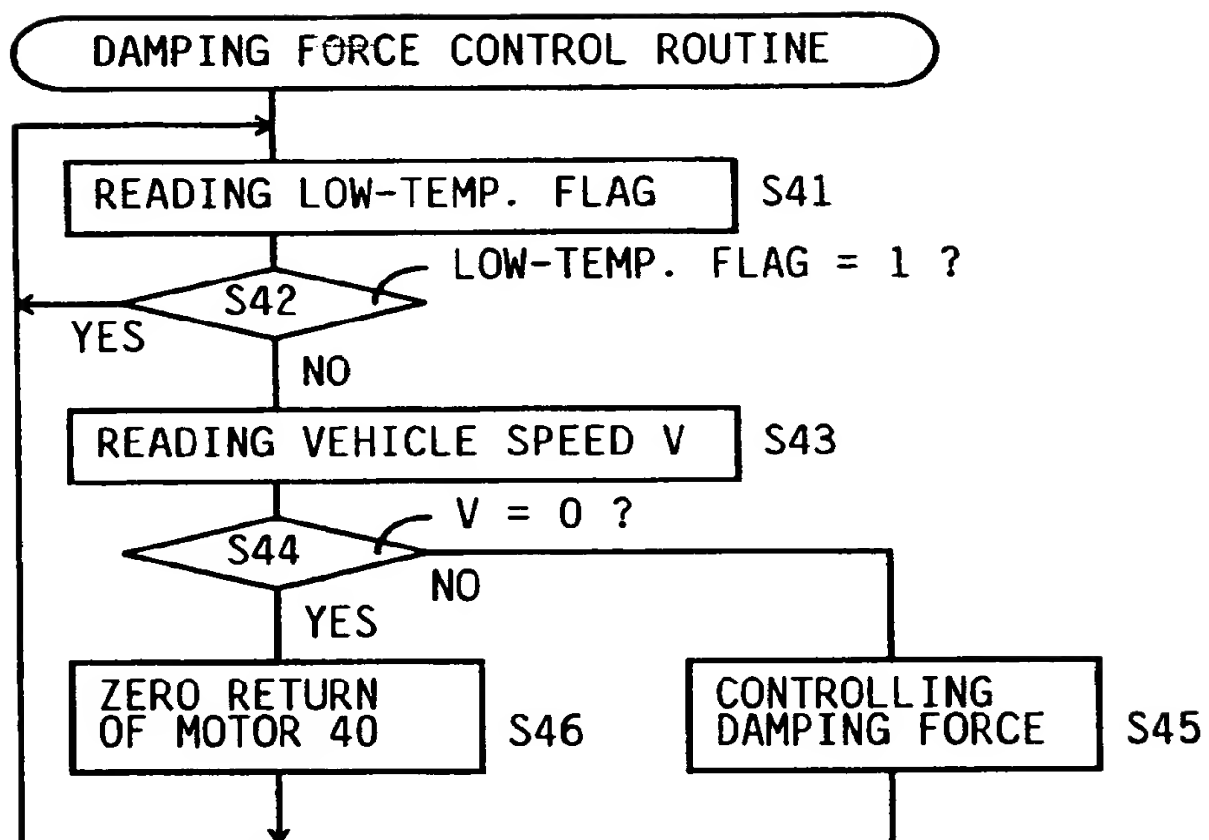 DAMPING FORCE CONTROL ROUTINE
READING LOW-TEMP. FLAG
S41
LOW-TEMP. FLAG = 1 ?
S42
YES
NO
READING VEHICLE SPEED V
S43
V = 0 ?
S44
NO
YES
ZERO RETURN
OF MOTOR 40
S46
CONTROLLING
DAMPING FORCE
S45